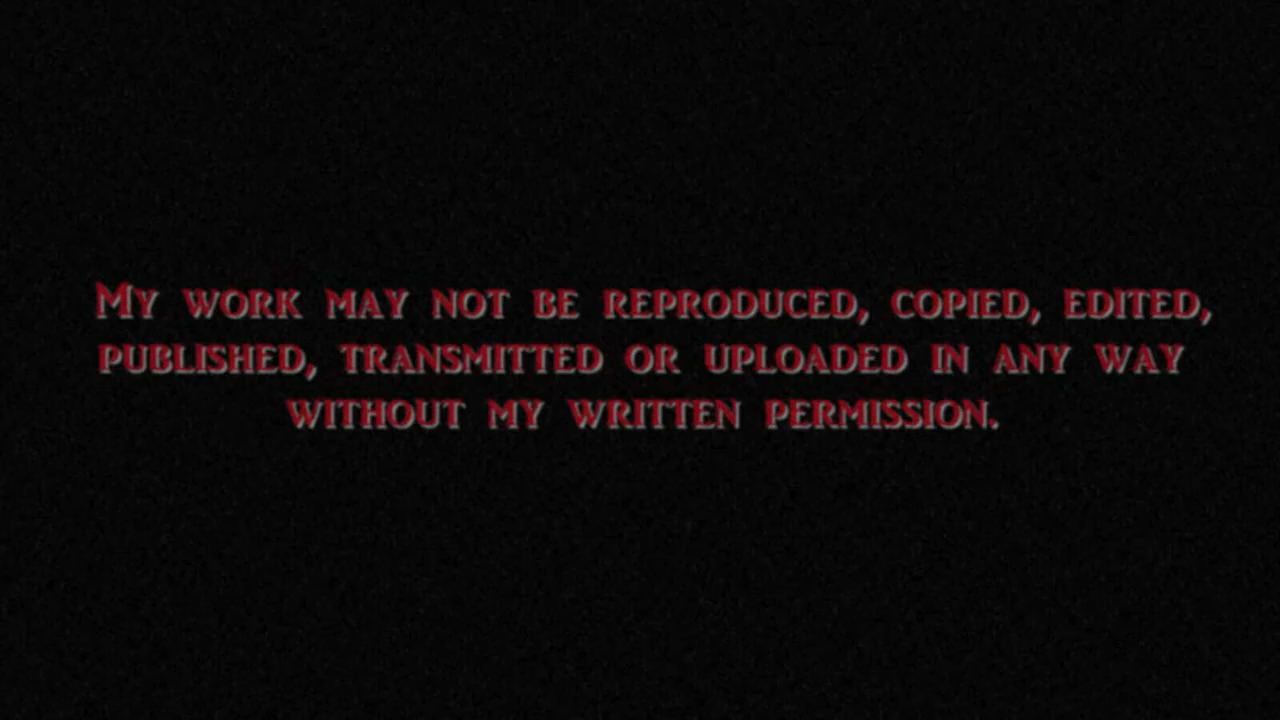 My work may not be reproduced, copied, edited,
published, transmitted or uploaded in any way
without my written permission.